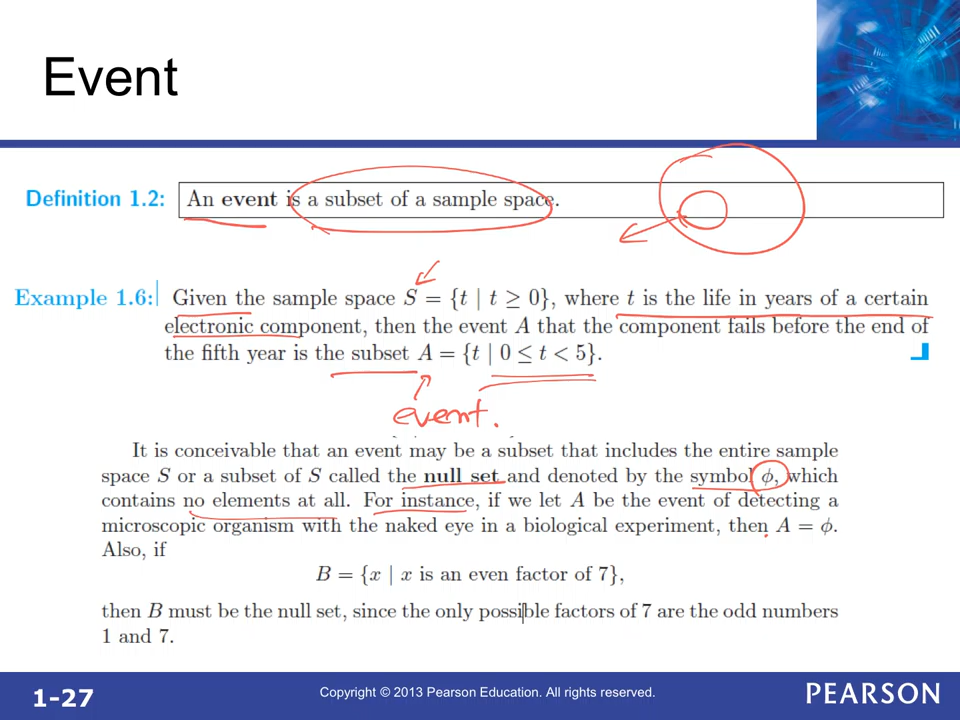 Event
Definition 1.2: An event is a subset of a sample space.
Example 1.6: Given the sample space S = {t | t ≥ 0}, where t is the life in years of a certain
electronic component, then the event A that the component fails before the end of
the fifth year is the subset A = {t | 0 ≤ t < 5}.
event.
It is conceivable that an event may be a subset that includes the entire sample
space S or a subset of S called the null set and denoted by the symbol ϕ, which
contains no elements at all. For instance, if we let A be the event of detecting a
microscopic organism with the naked eye in a biological experiment, then A = ϕ.
Also, if
B = {x | x is an even factor of 7},
then B must be the null set, since the only possible factors of 7 are the odd numbers
1 and 7.
1-27
Copyright © 2013 Pearson Education. All rights reserved.
PEARSON